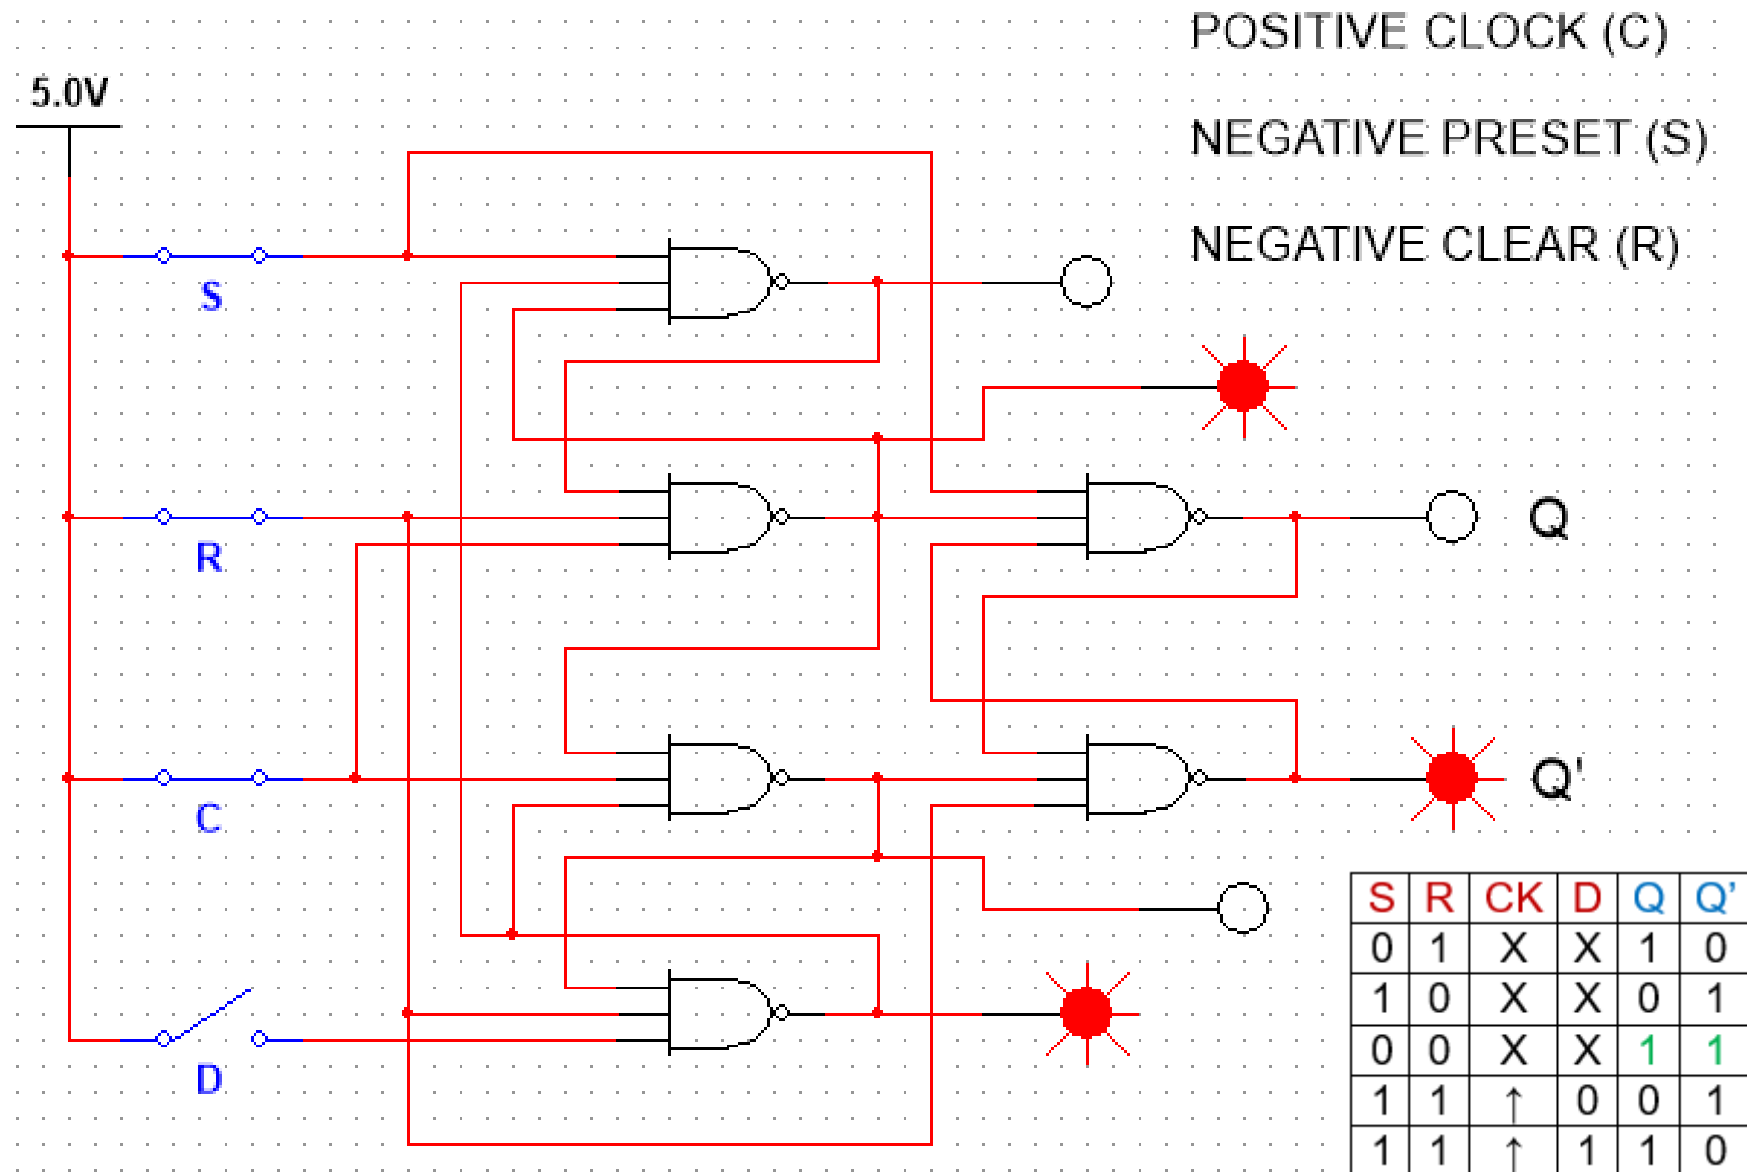 POSITIVE CLOCK (C)
5.0V
NEGATIVE PRESET (S)
NEGATIVE CLEAR (R)
S
R
Q
C
Q'
D
S R CK D Q Q’
0 1 X X 1 0
1 0 X X 0 1
0 0 X X 1 1
1 1 ↑ 0 0 1
1 1 ↑ 1 1 0